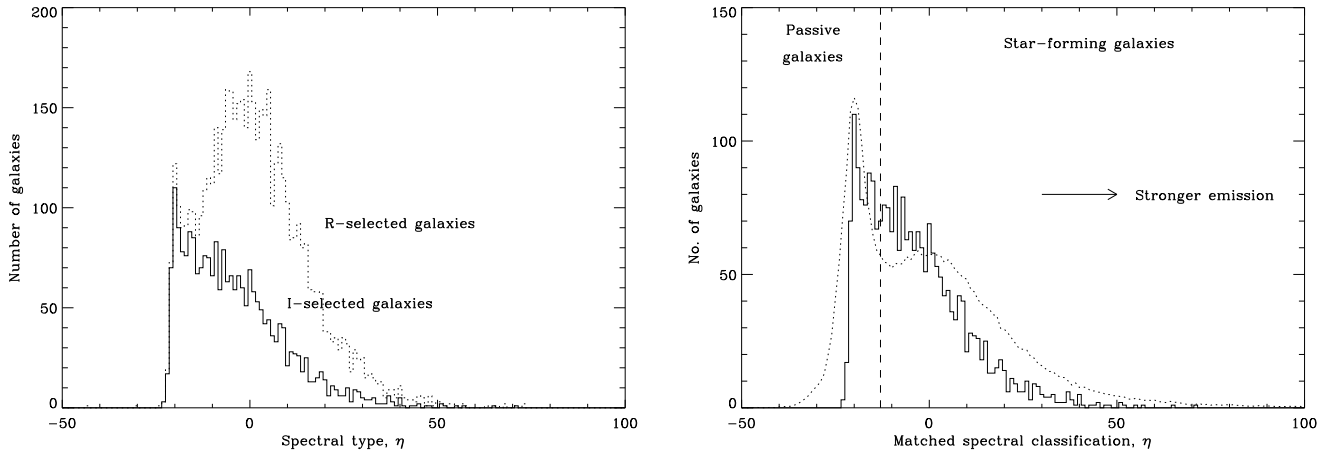 200
150
100
50
0
Number of galaxies
R−selected galaxies
I−selected galaxies
−50
0
50
100
Spectral type, η
150
100
50
0
No. of galaxies
Passive
galaxies
Star−forming galaxies
Stronger emission
−50
0
50
100
Matched spectral classification, η